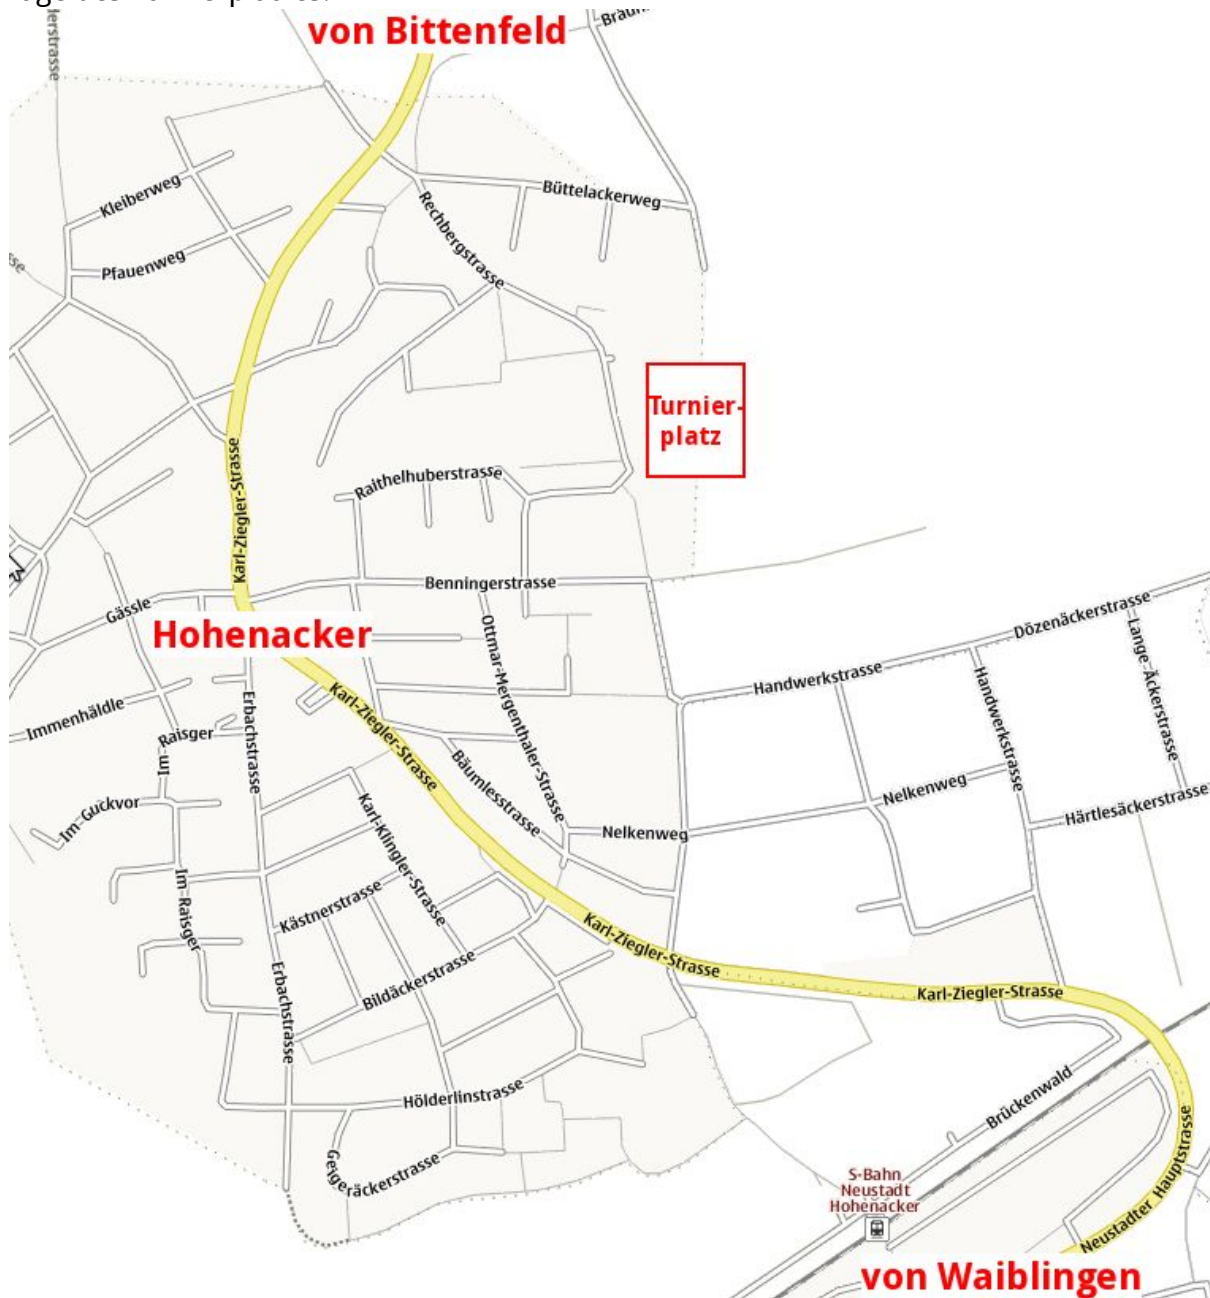 von Bittenfeld
Büttelackerweg
Kleiberweg
Rechbergstrasse
Pfauenweg
Turnier-
platz
Karl-Ziegler-Strasse
Raithelhuberstrasse
Benningerstrasse
Gässle
Dözenäckerstrasse
Hohenacker
Ottmar-Mergenthaler-Strasse
Lange-Äckerstrasse
Handwerkstrasse
Handwerkstrasse
Immenhäldle
Erbachstrasse
Karl-Ziegler-Strasse
Raisger
Im
Bäumlesstrasse
Nelkenweg
Härtlesäckerstrasse
Im-Guckvor
Karl-Klingler-Strasse
Nelkenweg
Im-Raisger
Kästnerstrasse
Karl-Ziegler-Strasse
Bildäckerstrasse
Erbachstrasse
Karl-Ziegler-Strasse
Hölderlinstrasse
Brückenwald
Neustadter Hauptstrasse
S-Bahn
Neustadt
Hohenacker
von Waiblingen